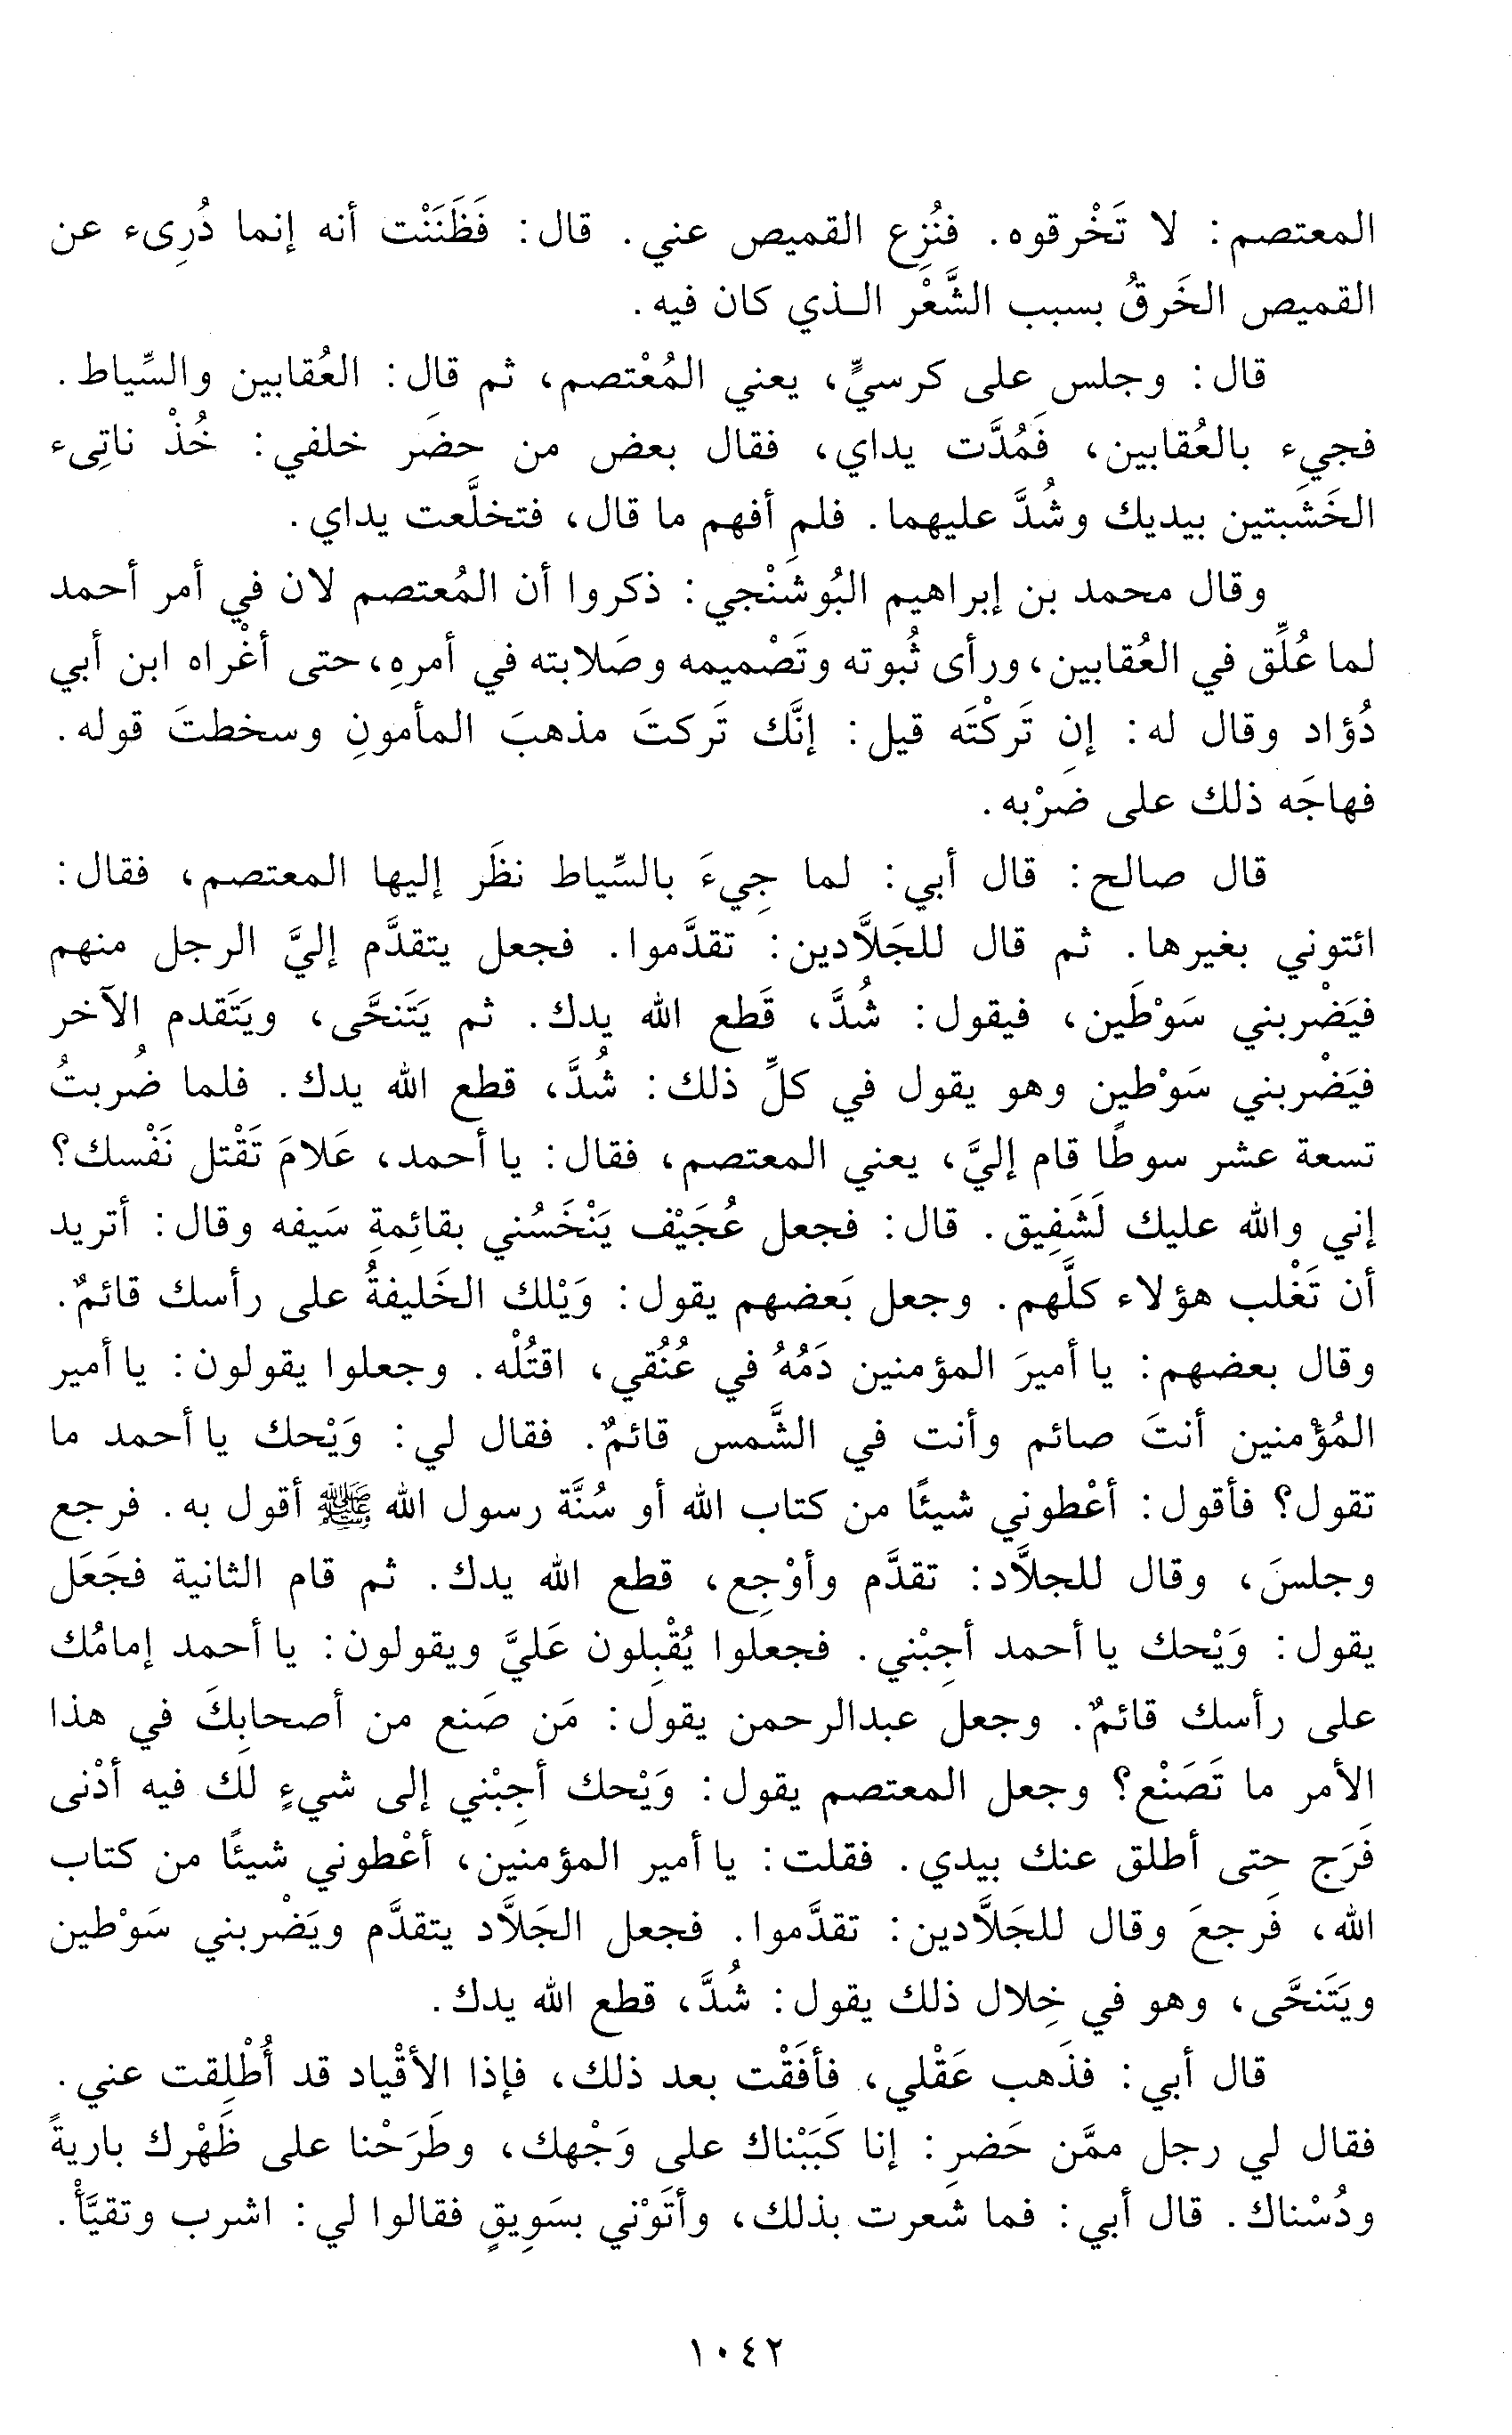 المعتصم: لا تَخْرقوه. فنُزِع القميص عني. قال: فَظَنَنْت أنه إنما دُرِىء عن
القميص الخَرقُ بسبب الشَّعْر الـذي كان فيه.
قال: وجلس على كرسيٍّ، يعني المُعْتصم، ثم قال: العُقابين والسِّياط.
فجيء بالعُقابين، فَمُدَّت يداي، فقال بعض من حضَر خلفي: خُذْ ناتِىء
الخَشَبتين بيديك وشُدَّ عليهما. فلم أفهم ما قال، فتخلَّعت يداي.
وقال محمد بن إبراهيم البُوشَنْجي: ذكروا أن المُعتصم لان في أمر أحمد
لما عُلِّق في العُقابين، ورأى ثُبوته وتَصْميمه وصَلابته في أمرهِ، حتى أغْراه ابن أبي
دُؤاد وقال له: إن تَركْتَه قيل: إنَّك تَركتَ مذهبَ المأمونِ وسخطتَ قوله.
فهاجَه ذلك على ضَرْبه.
قال صالح: قال أبي: لما جِيءَ بالسِّياط نظَر إليها المعتصم، فقال:
ائتوني بغيرها. ثم قال للجَلاَّدين: تقدَّموا. فجعل يتقدَّم إليَّ الرجل منهم
فيَضْربني سَوْطَين، فيقول: شُدَّ، قَطع الله يدك. ثم يَتَنحَّى، ويَتَقدم الآخر
فيَضْربني سَوْطين وهو يقول في كلِّ ذلك: شُدَّ، قطع الله يدك. فلما ضُربتُ
تسعة عشر سوطًا قام إليَّ، يعني المعتصم، فقال: يا أحمد، عَلامَ تَقْتل نَفْسك؟
إني والله عليك لَشَفِيق. قال: فجعل عُجَيْف يَنْخَسُني بقائِمةِ سَيفه وقال: أتريد
أن تَغْلب هؤلاء كلَّهم. وجعل بَعضهم يقول: وَيْلك الخَليفةُ على رأسك قائمٌ.
وقال بعضهم: يا أميرَ المؤمنين دَمُهُ في عُنُقي، اقتُلْه. وجعلوا يقولون: يا أمير
المُؤْمنين أنتَ صائم وأنت في الشَّمس قائمٌ. فقال لي: وَيْحك يا أحمد ما
تقول؟ فأقول: أعْطوني شيئًا من كتاب الله أو سُنَّة رسول الله ﷺ أقول به. فرجع
وجلسَ، وقال للجلاَّد: تقدَّم وأوْجِع، قطع الله يدك. ثم قام الثانية فجَعَل
يقول: وَيْحك يا أحمد أجِبْني. فجعلوا يُقْبِلون عَليَّ ويقولون: يا أحمد إمامُك
على رأسك قائمٌ. وجعل عبدالرحمن يقول: مَن صَنع من أصحابِكَ في هذا
الأمر ما تَصَنْع؟ وجعل المعتصم يقول: وَيْحك أجِبْني إلى شيءٍ لك فيه أدْنى
فَرَج حتى أطلق عنك بيدي. فقلت: يا أمير المؤمنين، أعْطوني شيئًا من كتاب
الله، فَرجعَ وقال للجَلاَّدين: تقدَّموا. فجعل الجَلاَّد يتقدَّم ويَضْربني سَوْطين
ويَتَنحَّى، وهو في خِلال ذلك يقول: شُدَّ، قطع الله يدك.
قال أبي: فذَهب عَقْلي، فأفَقْت بعد ذلك، فإذا الأقْياد قد أُطْلِقت عني.
فقال لي رجل ممَّن حَضرِ: إنا كَبَبْناك على وَجْهك، وطَرَحْنا على ظَهْرك باريةً
ودُسْناك. قال أبي: فما شعرت بذلك، وأتَوْني بسَوِيقٍ فقالوا لي: اشرب وتقيَّأْ.
١٠٤٢